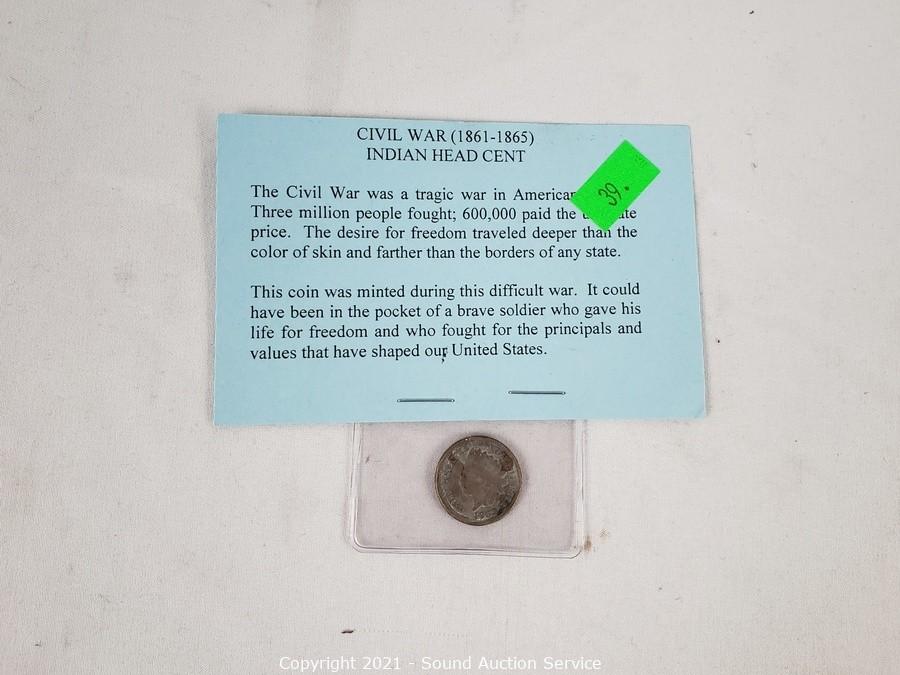 CIVIL WAR (1861-1865)
INDIAN HEAD CENT
39.
The Civil War was a tragic war in American
Three million people fought; 600,000 paid the
price. The desire for freedom traveled deeper than the
color of skin and farther than the borders of any state.
This coin was minted during this difficult war. It could
have been in the pocket of a brave soldier who gave his
life for freedom and who fought for the principals and
values that have shaped our United States.
Copyright 2021 - Sound Auction Service